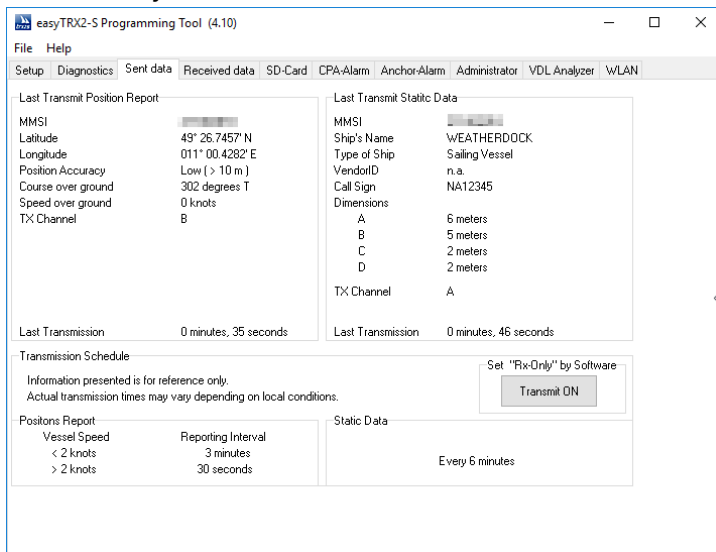 easyTRX2-S Programming Tool (4.10)
File Help
Setup Diagnostics Sent data Received data SD-Card CPA-Alarm Anchor-Alarm Administrator VDL Analyzer WLAN
Last Transmit Position Report
MMSI
Latitude 49° 26.7457' N
Longitude 011° 00.4282' E
Position Accuracy Low ( > 10 m )
Course over ground 302 degrees T
Speed over ground 0 knots
TX Channel B
Last Transmission 0 minutes, 35 seconds
Last Transmit Statitc Data
MMSI
Ship's Name WEATHERDOCK
Type of Ship Sailing Vessel
VendorID n.a.
Call Sign NA12345
Dimensions
A 6 meters
B 5 meters
C 2 meters
D 2 meters
TX Channel A
Last Transmission 0 minutes, 46 seconds
Transmission Schedule
Information presented is for reference only.
Actual transmission times may vary depending on local conditions.
Set "Rx-Only" by Software
Transmit ON
Positons Report
Vessel Speed Reporting Interval
< 2 knots 3 minutes
> 2 knots 30 seconds
Static Data
Every 6 minutes